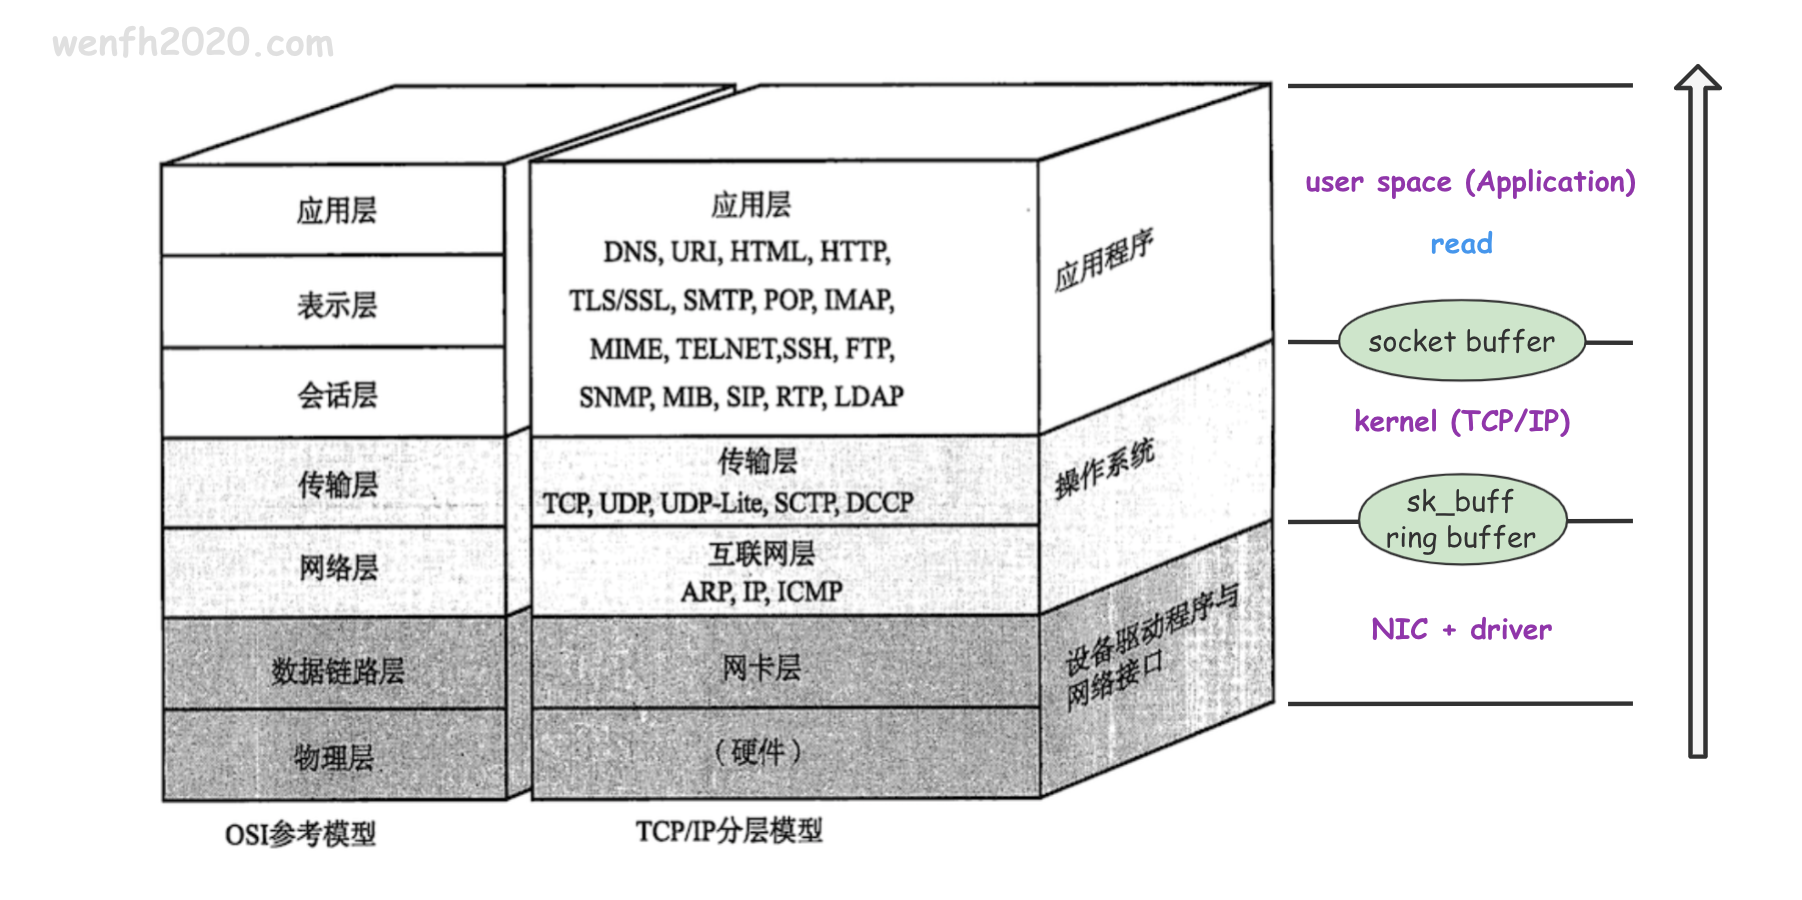 wenfh2020.com
应用层
表示层
会话层
传输层
网络层
数据链路层
物理层
OSI参考模型
应用层
DNS, URI, HTML, HTTP,
TLS/SSL, SMTP, POP, IMAP,
MIME, TELNET,SSH, FTP,
SNMP, MIB, SIP, RTP, LDAP
传输层
TCP, UDP, UDP-Lite, SCTP, DCCP
互联网层
ARP, IP, ICMP
网卡层
（硬件）
TCP/IP分层模型
应用程序
操作系统
设备驱动程序与
网络接口
user space (Application)
read
socket buffer
kernel (TCP/IP)
sk_buff
ring buffer
NIC + driver